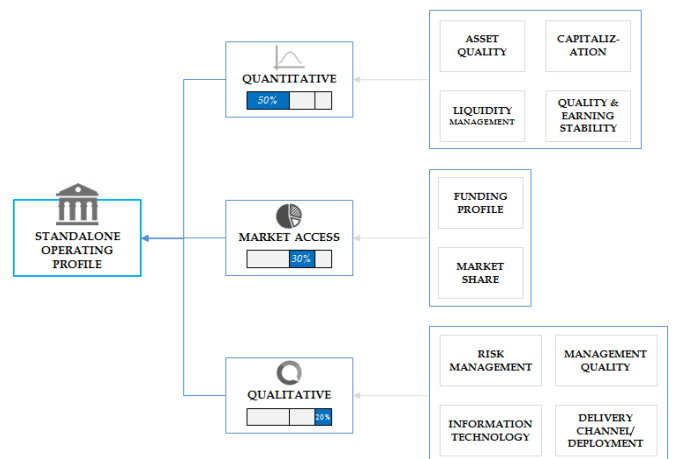 STANDALONE
OPERATING
PROFILE
QUANTITATIVE
50%
ASSET
QUALITY
CAPITALIZ-
ATION
LIQUIDITY
MANAGEMENT
QUALITY &
EARNING
STABILITY
MARKET ACCESS
30%
FUNDING
PROFILE
MARKET
SHARE
QUALITATIVE
20%
RISK
MANAGEMENT
MANAGEMENT
QUALITY
INFORMATION
TECHNOLOGY
DELIVERY
CHANNEL/
DEPLOYMENT